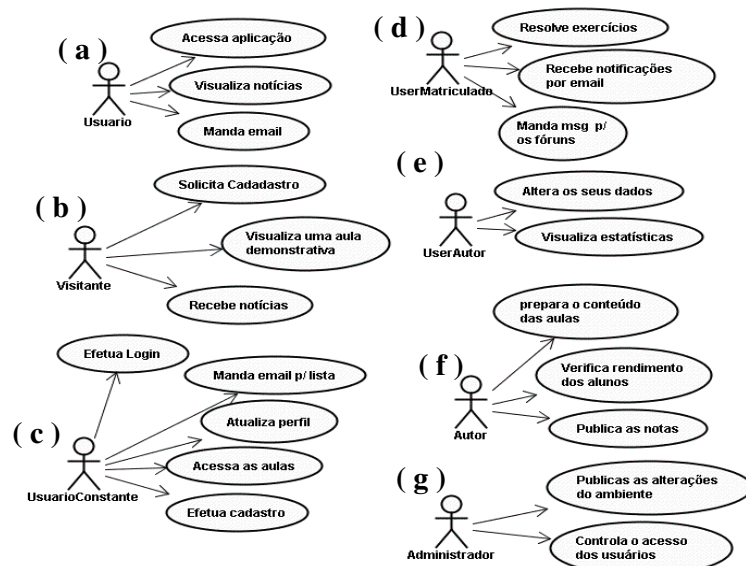 ( a )
Acessa aplicação
Visualiza notícias
Manda email
Usuario
( b )
Solicita Cadadastro
Visualiza uma aula
demonstrativa
Recebe notícias
Visitante
( c )
Efetua Login
Manda email p/ lista
Atualiza perfil
Acessa as aulas
Efetua cadastro
UsuarioConstante
( d )
Resolve exercícios
Recebe notificações
por email
Manda msg p/
os fóruns
UserMatriculado
( e )
Altera os seus dados
Visualiza estatísticas
UserAutor
( f )
prepara o conteúdo
das aulas
Verifica rendimento
dos alunos
Publica as notas
Autor
( g )
Publicas as alterações
do ambiente
Controla o acesso
dos usuários
Administrador